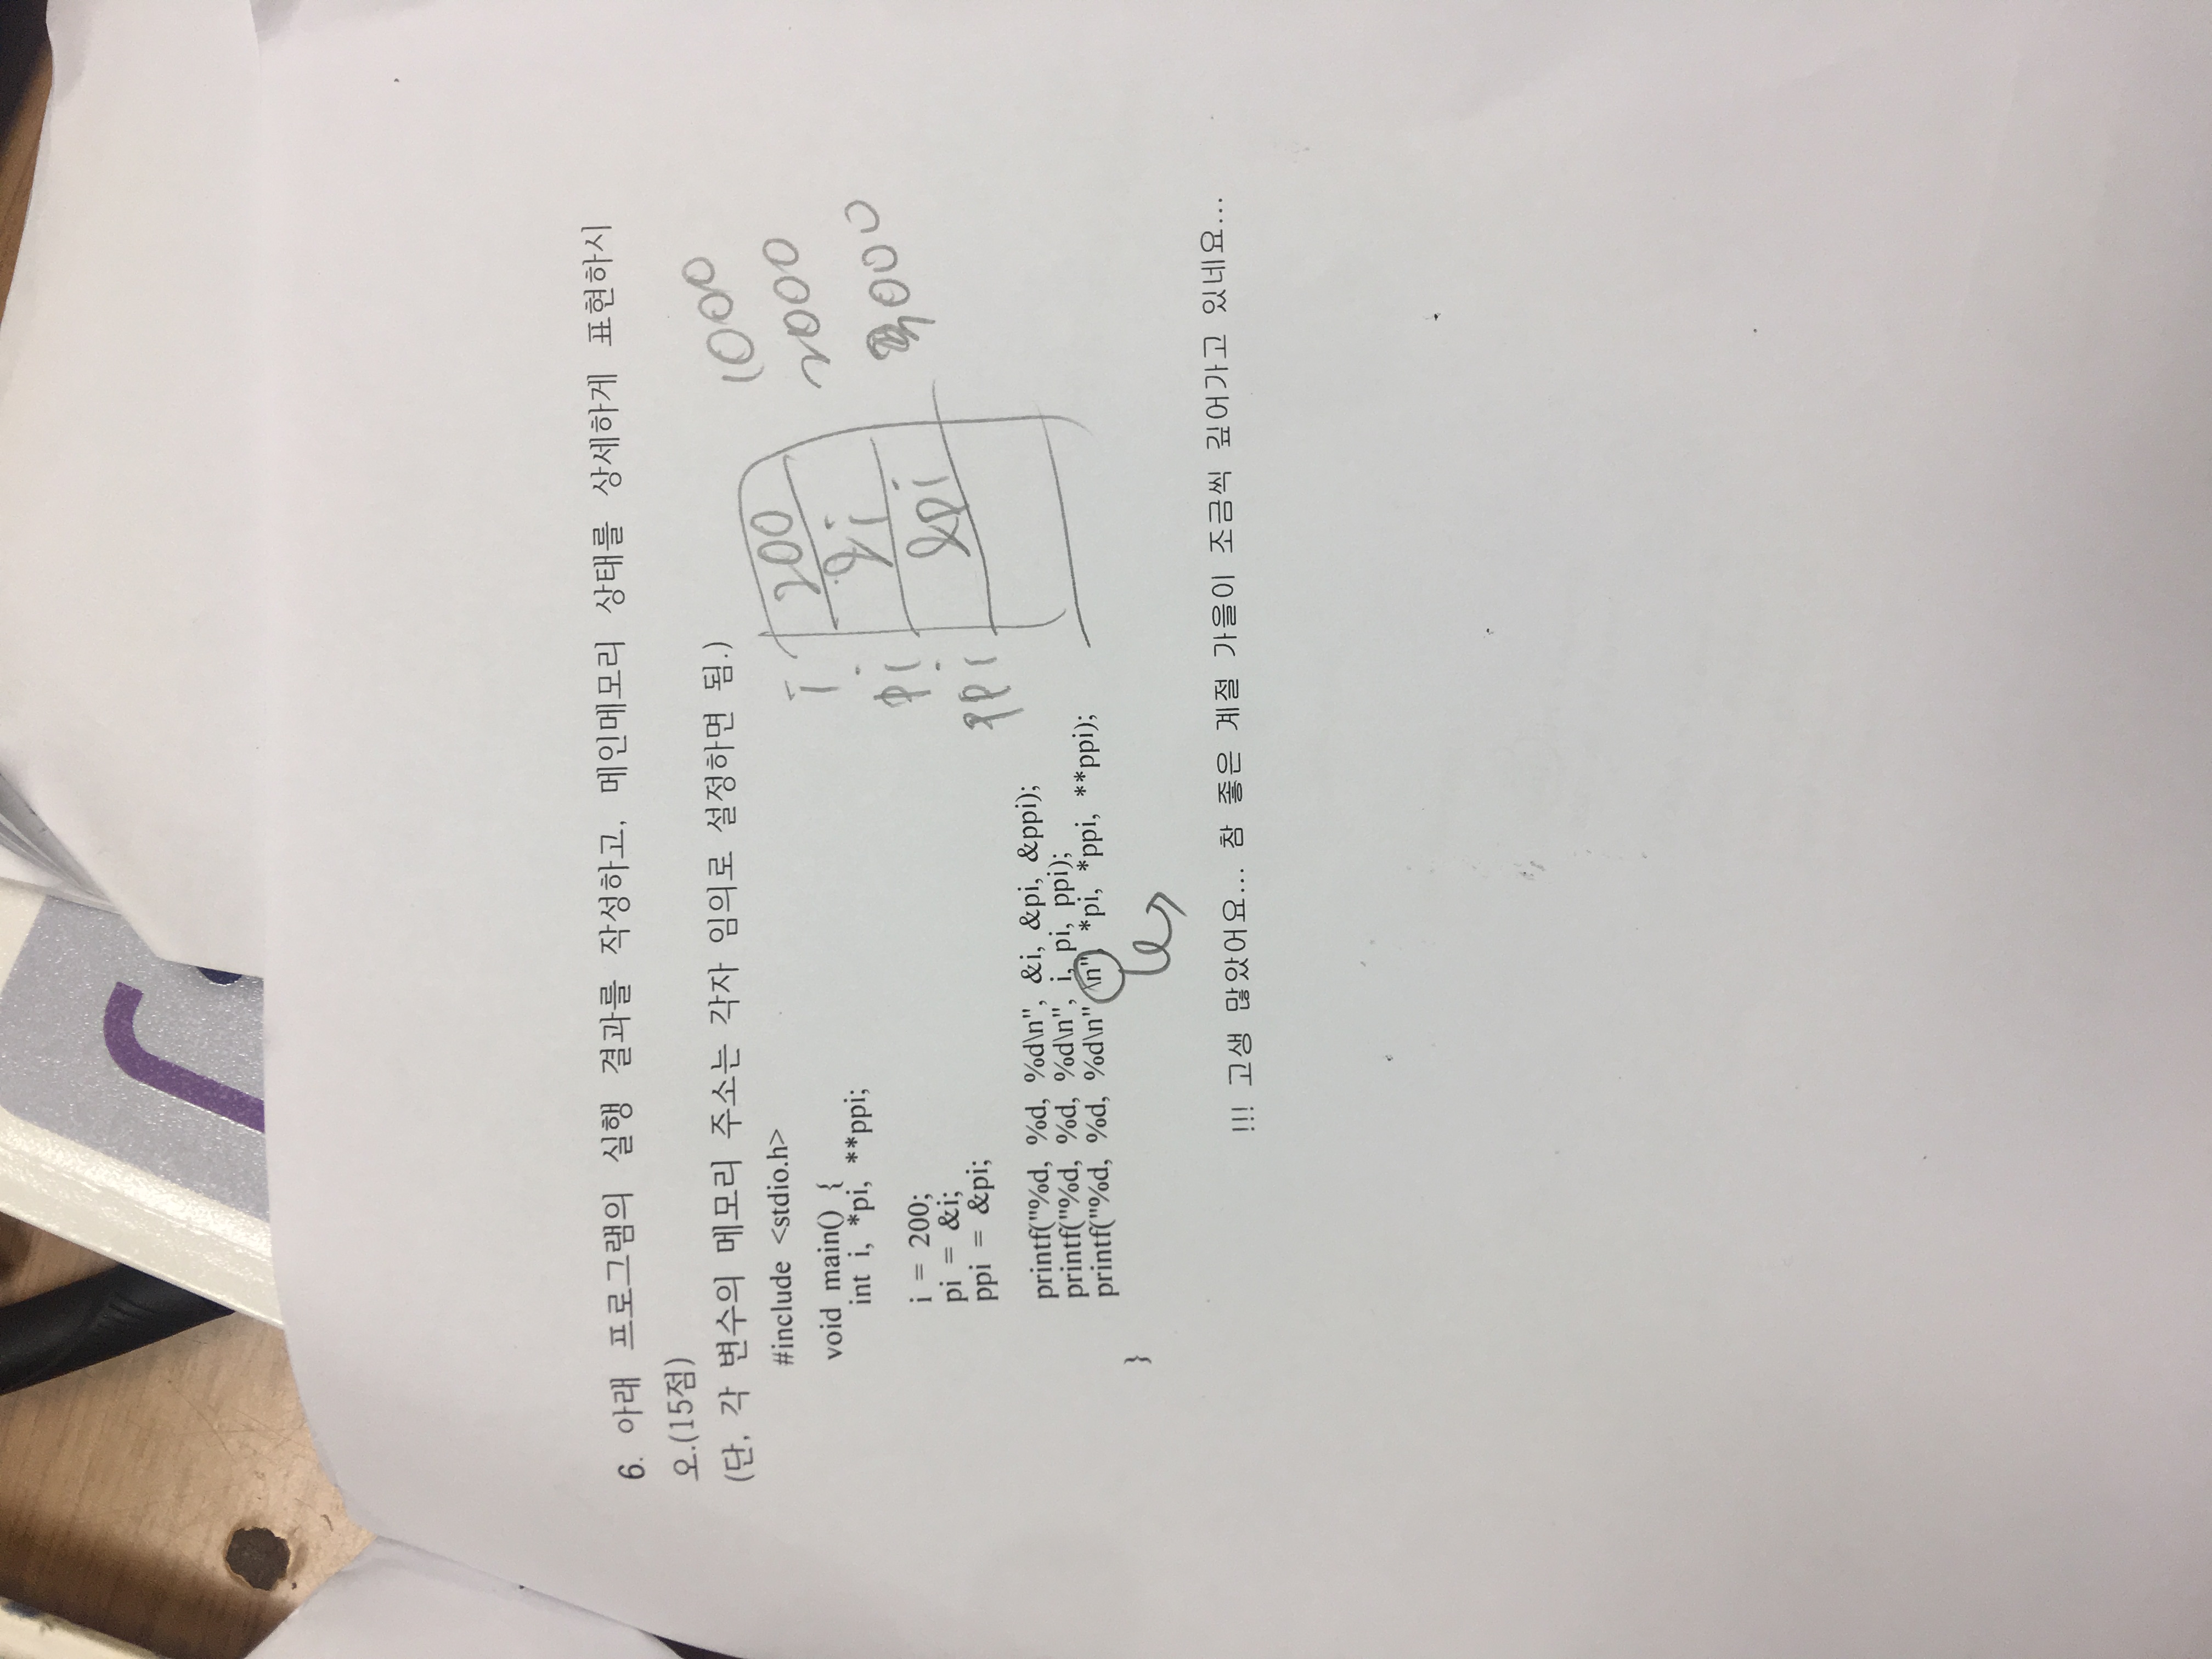 6. 아래 프로그램의 실행 결과를 작성하고, 메인메모리 상태를 상세하게 표현하시
오.(15점)
(단, 각 변수의 메모리 주소는 각자 임의로 설정하면 됨.)
#include <stdio.h>
void main() {
int i, *pi, **ppi;
i = 200;
pi = &i;
ppi = &pi;
printf("%d, %d, %d\n", &i, &pi, &ppi);
printf("%d, %d, %d\n", i, pi, ppi);
printf("%d, %d, %d\n" \n", *pi, *ppi, **ppi);
}
i 200 1000
pi &i 2000
ppi &pi 3000
!!! 고생 많았어요... 참 좋은 계절 가을이 조금씩 깊어가고 있네요...